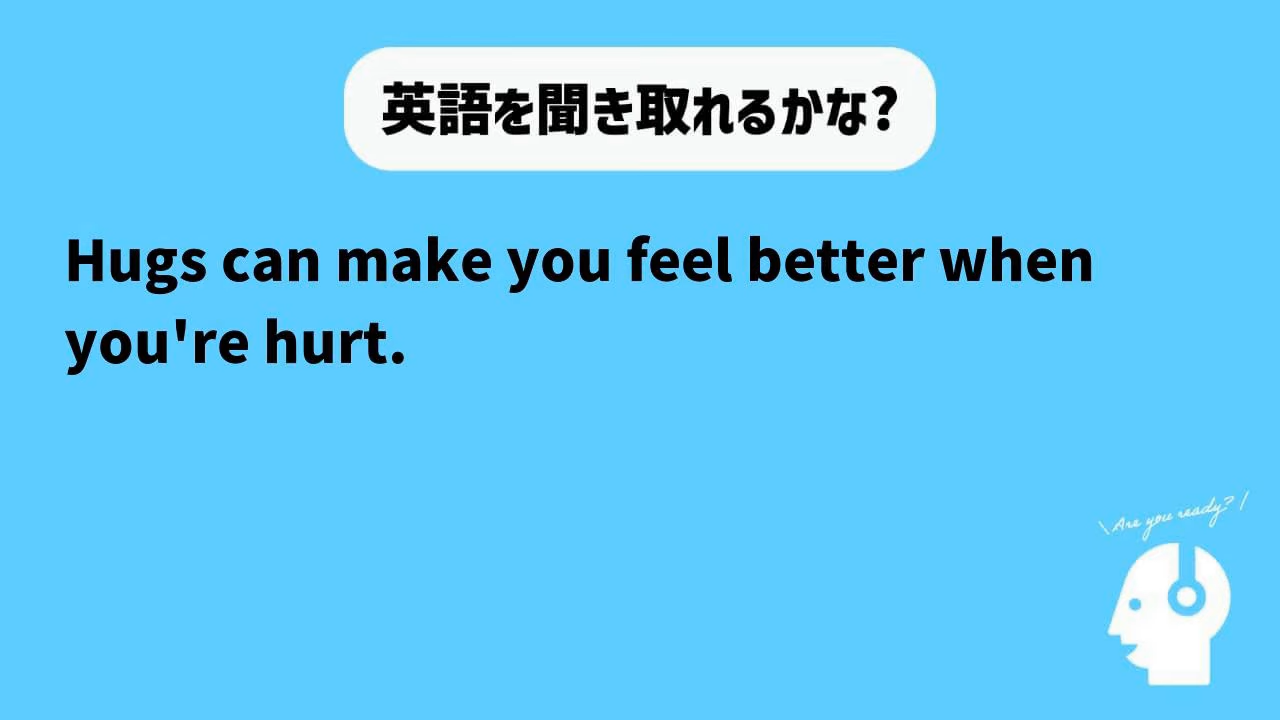 英語を聞き取れるかな?
Hugs can make you feel better when
you're hurt.
\Are you ready? /